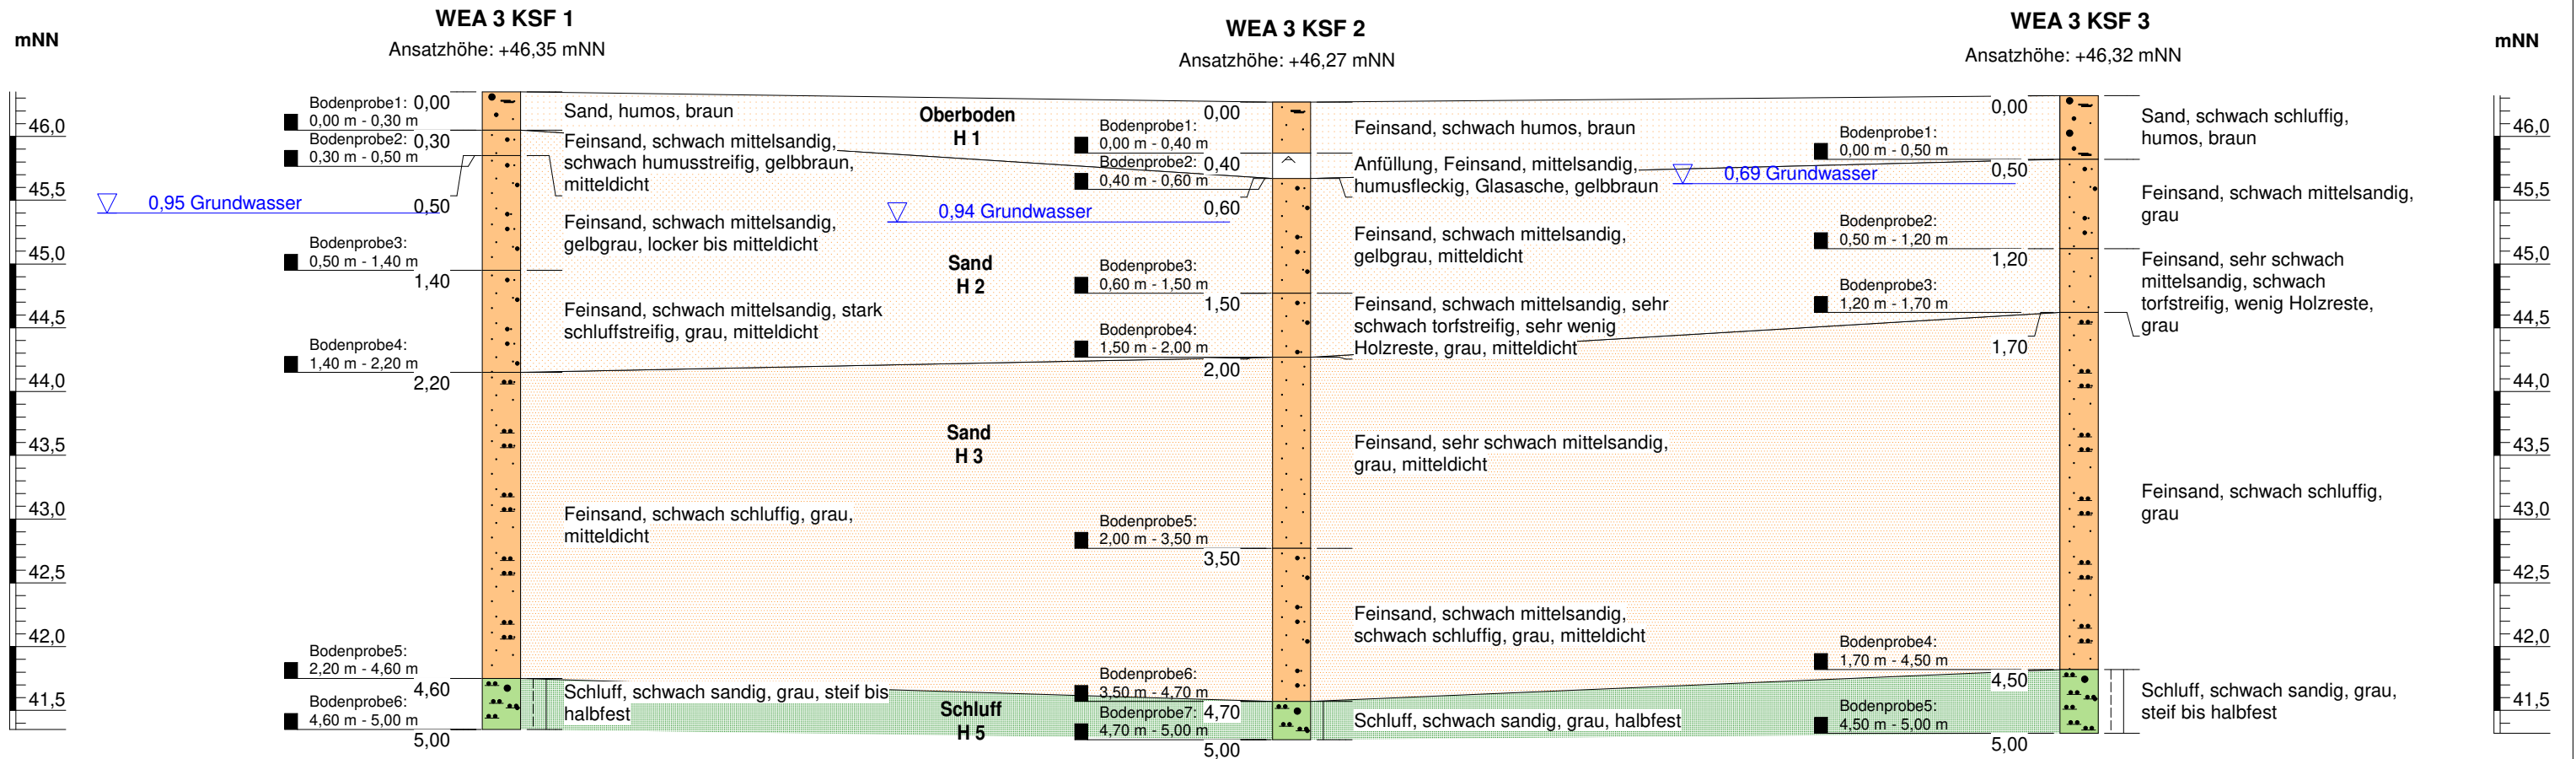 mNN
46,0
45,5
45,0
44,5
44,0
43,5
43,0
42,5
42,0
41,5
WEA 3 KSF 1
Ansatzhöhe: +46,35 mNN
Bodenprobe1:
0,00 m - 0,30 m
Bodenprobe2:
0,30 m - 0,50 m
0,95 Grundwasser
Bodenprobe3:
0,50 m - 1,40 m
Bodenprobe4:
1,40 m - 2,20 m
Bodenprobe5:
2,20 m - 4,60 m
Bodenprobe6:
4,60 m - 5,00 m
0,00
0,30
0,50
1,40
2,20
4,60
5,00
Sand, humos, braun
Feinsand, schwach mittelsandig,
schwach humusstreifig, gelbbraun,
mitteldicht
Feinsand, schwach mittelsandig,
gelbgrau, locker bis mitteldicht
Feinsand, schwach mittelsandig, stark
schluffstreifig, grau, mitteldicht
Feinsand, schwach schluffig, grau,
mitteldicht
Schluff, schwach sandig, grau, steif bis
halbfest
Oberboden
H 1
Sand
H 2
Sand
H 3
Schluff
H 5
WEA 3 KSF 2
Ansatzhöhe: +46,27 mNN
Bodenprobe1:
0,00 m - 0,40 m
Bodenprobe2:
0,40 m - 0,60 m
0,94 Grundwasser
Bodenprobe3:
0,60 m - 1,50 m
Bodenprobe4:
1,50 m - 2,00 m
Bodenprobe5:
2,00 m - 3,50 m
Bodenprobe6:
3,50 m - 4,70 m
Bodenprobe7:
4,70 m - 5,00 m
0,00
0,40
0,60
1,50
2,00
3,50
4,70
5,00
Feinsand, schwach humos, braun
Anfüllung, Feinsand, mittelsandig,
humusfleckig, Glasasche, gelbbraun
Feinsand, schwach mittelsandig,
gelbgrau, mitteldicht
Feinsand, schwach mittelsandig, sehr
schwach torfstreifig, sehr wenig
Holzreste, grau, mitteldicht
Feinsand, sehr schwach mittelsandig,
grau, mitteldicht
Feinsand, schwach mittelsandig,
schwach schluffig, grau, mitteldicht
Schluff, schwach sandig, grau, halbfest
WEA 3 KSF 3
Ansatzhöhe: +46,32 mNN
Bodenprobe1:
0,00 m - 0,50 m
0,69 Grundwasser
Bodenprobe2:
0,50 m - 1,20 m
Bodenprobe3:
1,20 m - 1,70 m
Bodenprobe4:
1,70 m - 4,50 m
Bodenprobe5:
4,50 m - 5,00 m
0,00
0,50
1,20
1,70
4,50
5,00
Sand, schwach schluffig,
humos, braun
Feinsand, schwach mittelsandig,
grau
Feinsand, sehr schwach
mittelsandig, schwach
torfstreifig, wenig Holzreste,
grau
Feinsand, schwach schluffig,
grau
Schluff, schwach sandig, grau,
steif bis halbfest
mNN
46,0
45,5
45,0
44,5
44,0
43,5
43,0
42,5
42,0
41,5